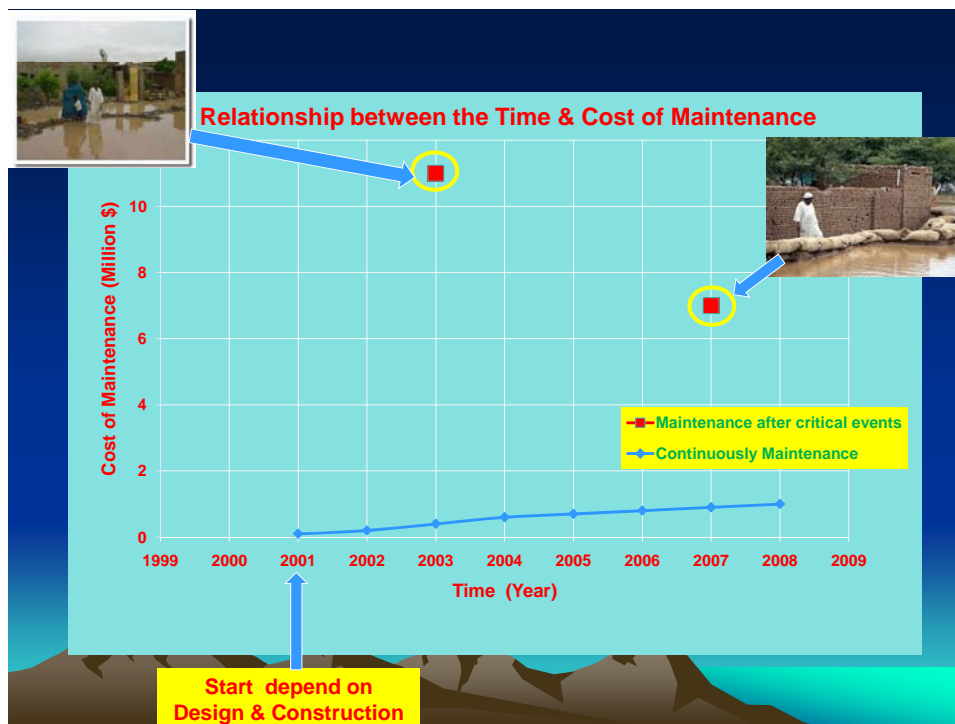 Relationship between the Time & Cost of Maintenance
Cost of Maintenance (Million $)
10
8
6
4
2
0
Maintenance after critical events
Continuously Maintenance
1999 2000 2001 2002 2003 2004 2005 2006 2007 2008 2009
Time (Year)
Start depend on
Design & Construction